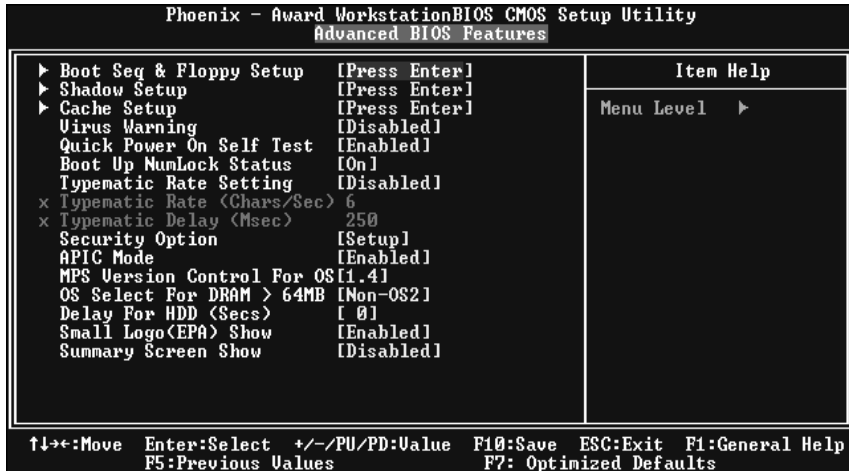 Phoenix - Award WorkstationBIOS CMOS Setup Utility
Advanced BIOS Features
▶ Boot Seq & Floppy Setup [Press Enter]
▶ Shadow Setup [Press Enter]
▶ Cache Setup [Press Enter]
Virus Warning [Disabled]
Quick Power On Self Test [Enabled]
Boot Up NumLock Status [On]
Typematic Rate Setting [Disabled]
x Typematic Rate (Chars/Sec) 6
x Typematic Delay (Msec) 250
Security Option [Setup]
APIC Mode [Enabled]
MPS Version Control For OS[1.4]
OS Select For DRAM > 64MB [Non-OS2]
Delay For HDD (Secs) [ 0]
Small Logo(EPA) Show [Enabled]
Summary Screen Show [Disabled]
Item Help
Menu Level ▶
↑↓→←:Move Enter:Select +/-/PU/PD:Value F10:Save ESC:Exit F1:General Help
F5:Previous Values F7: Optimized Defaults